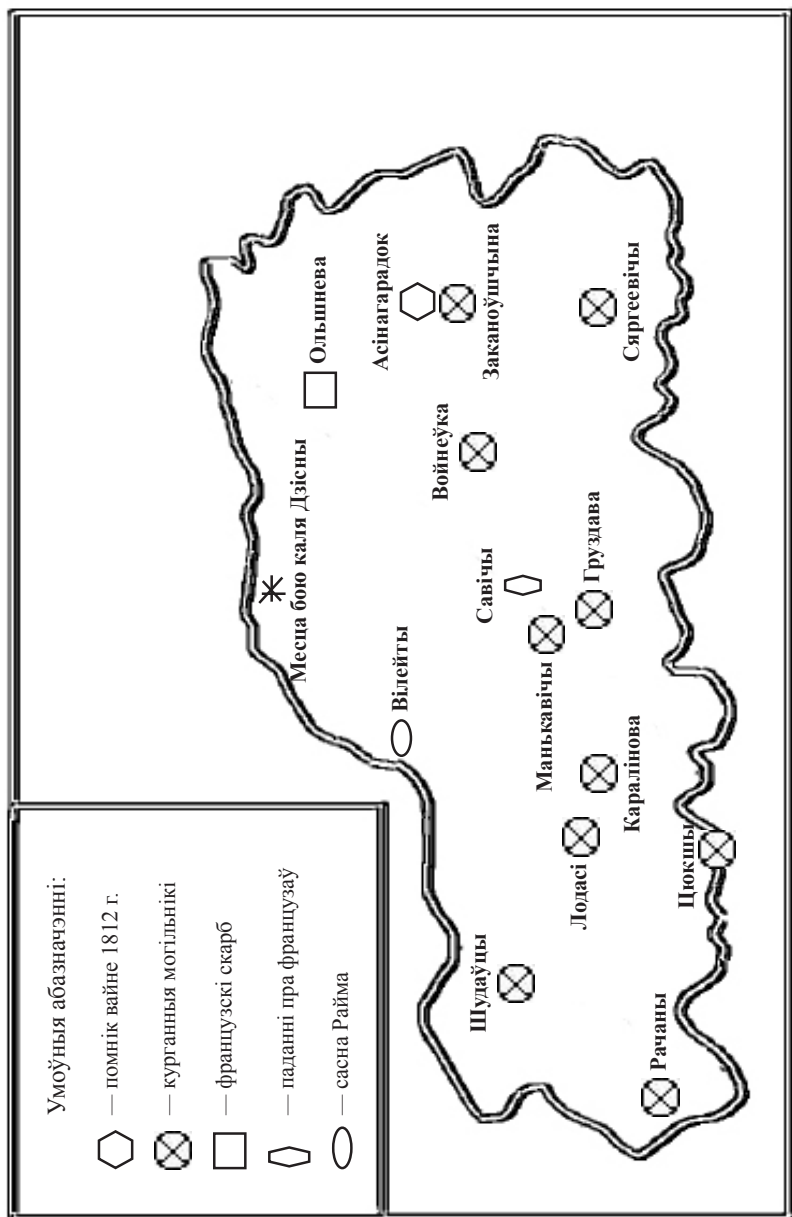 Умоўныя абазначэнні:
— помнік вайне 1812 г.
— курганныя могільнікі
— французскі скарб
— паданні пра французаў
— сасна Райма
Месца бою каля Дзісны
Ольшнева
Вілейты
Асінагарадок
Заканоўшчына
Войнеўка
Савічы
Шудаўцы
Манькавічы
Груздава
Сяргеевічы
Лодасі
Каралінова
Рачаны
Цюкшы